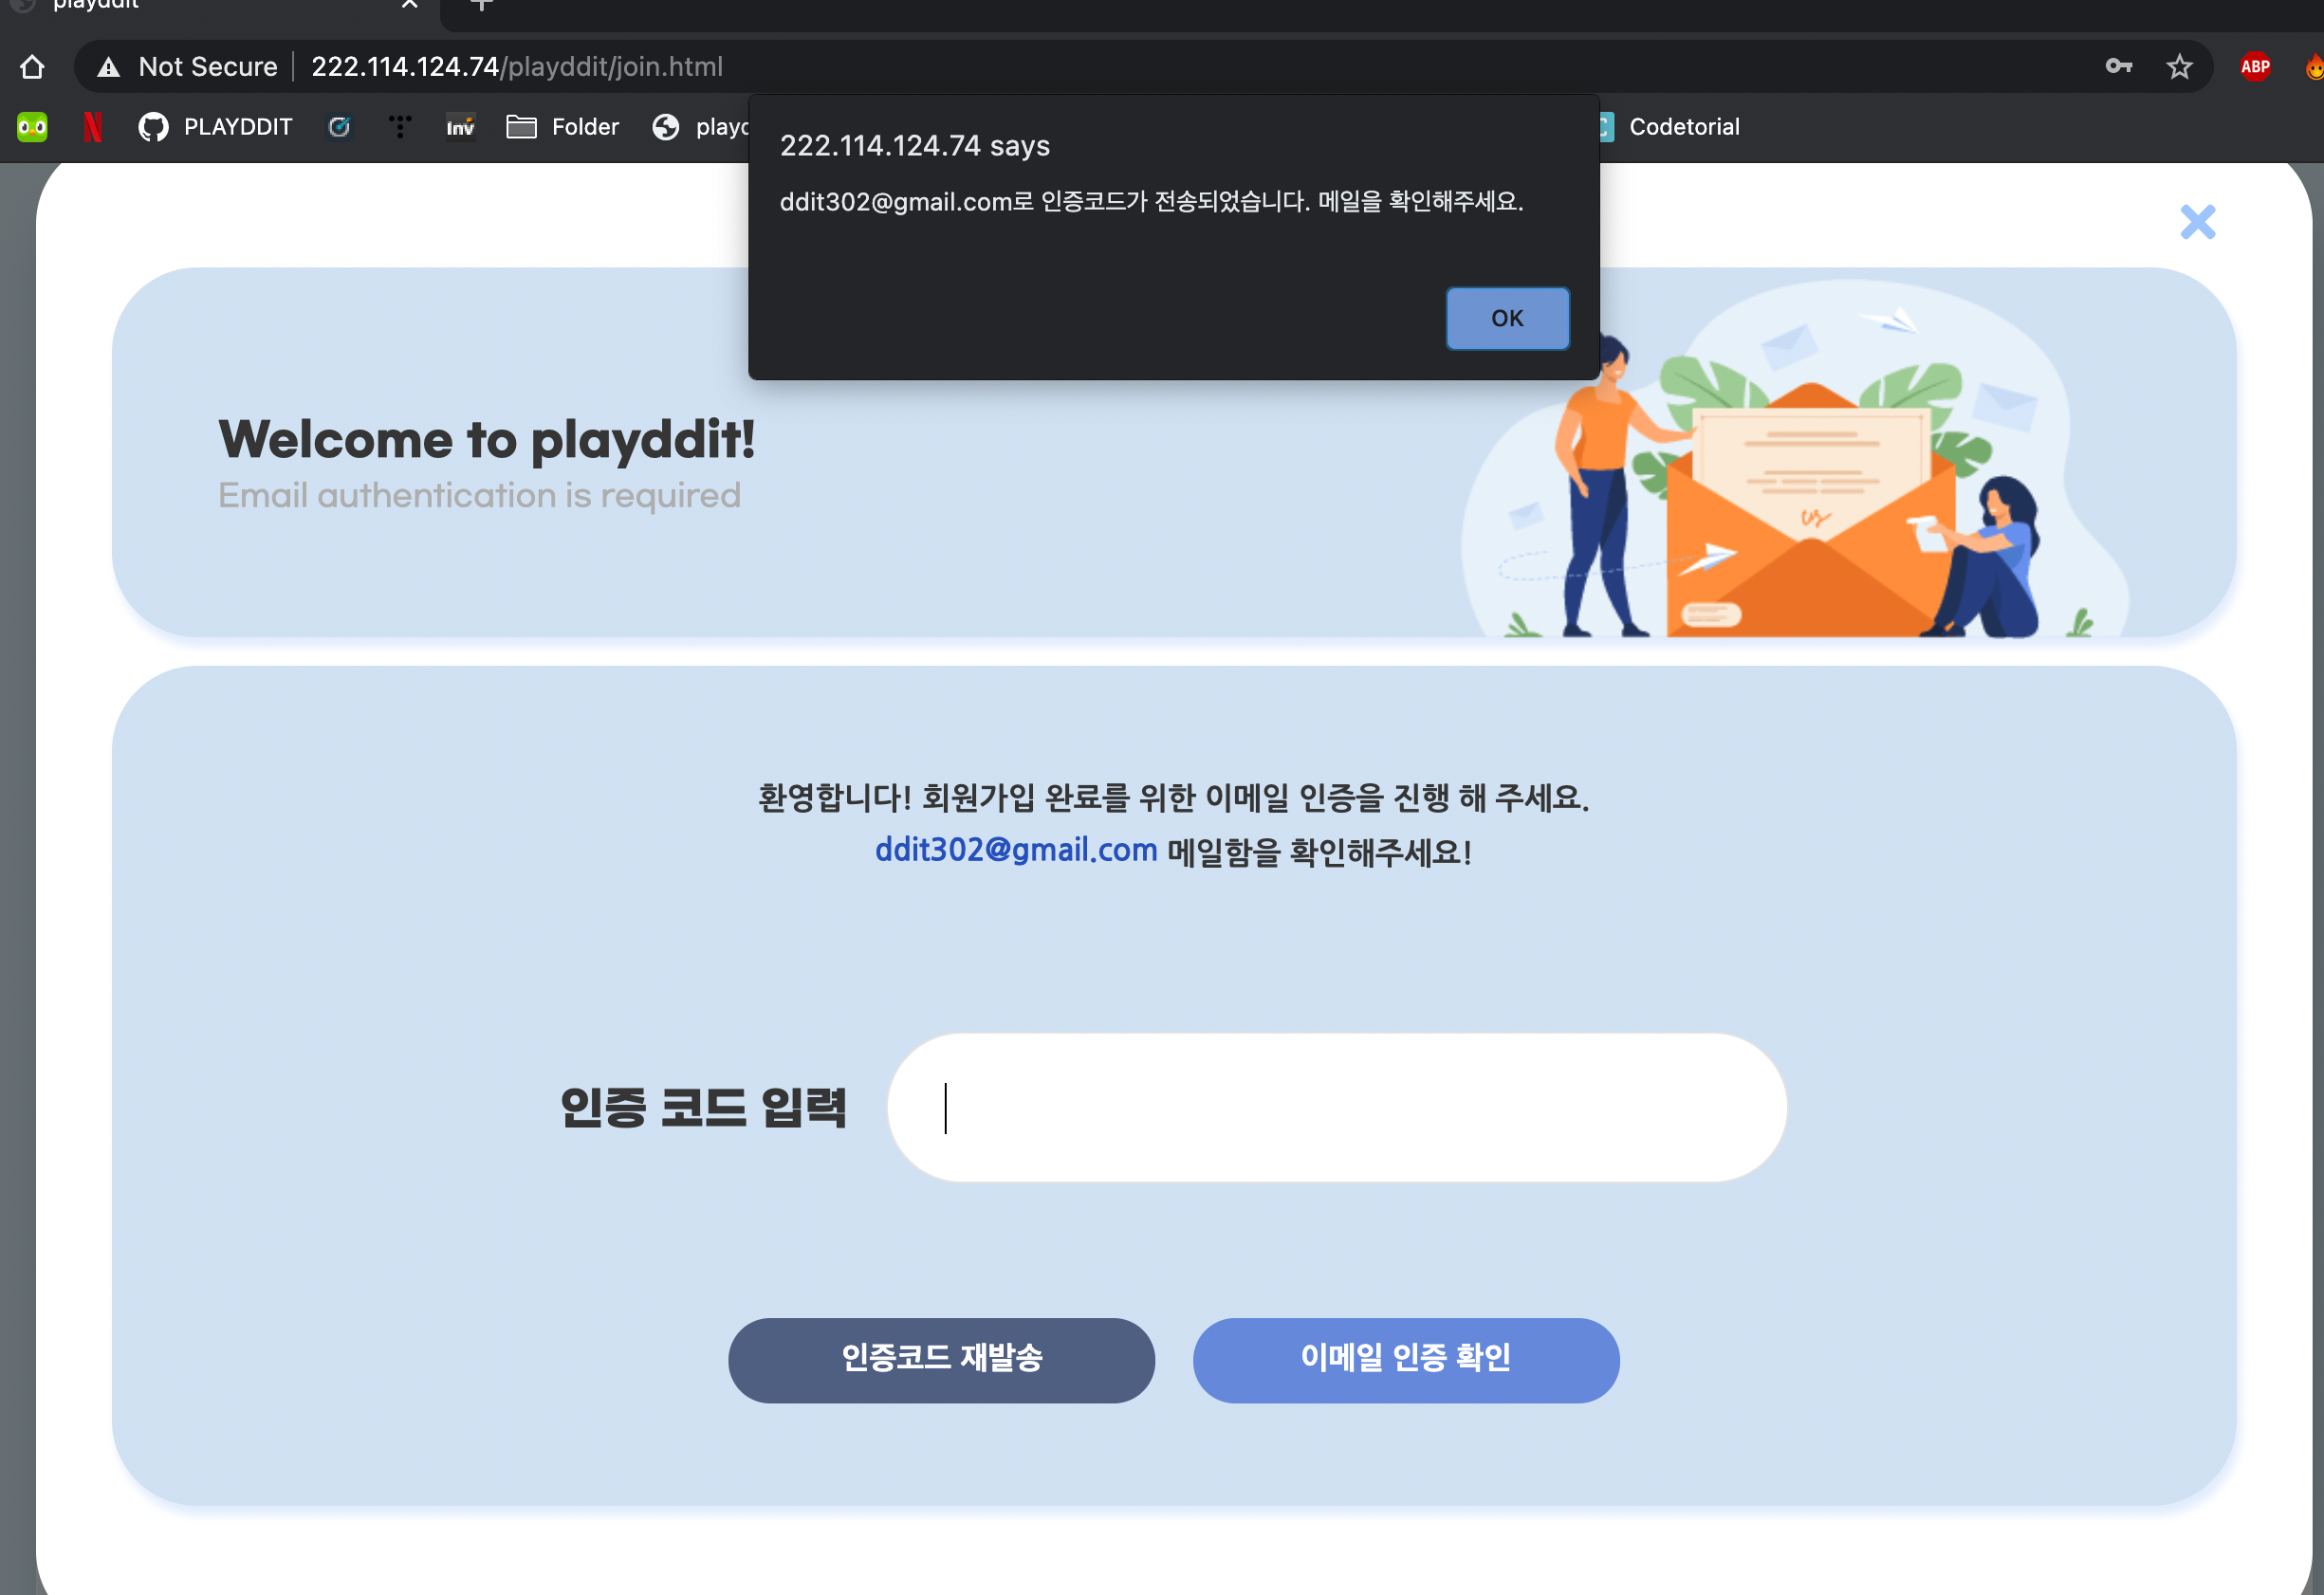 playddit
Not Secure 222.114.124.74/playddit/join.html
ABP
PLAYDDIT
Inv
Folder
Codetorial
222.114.124.74 says
ddit302@gmail.com로 인증코드가 전송되었습니다. 메일을 확인해주세요.
OK
Welcome to playddit!
Email authentication is required
환영합니다! 회원가입 완료를 위한 이메일 인증을 진행 해 주세요.
ddit302@gmail.com 메일함을 확인해주세요!
인증 코드 입력
인증코드 재발송
이메일 인증 확인